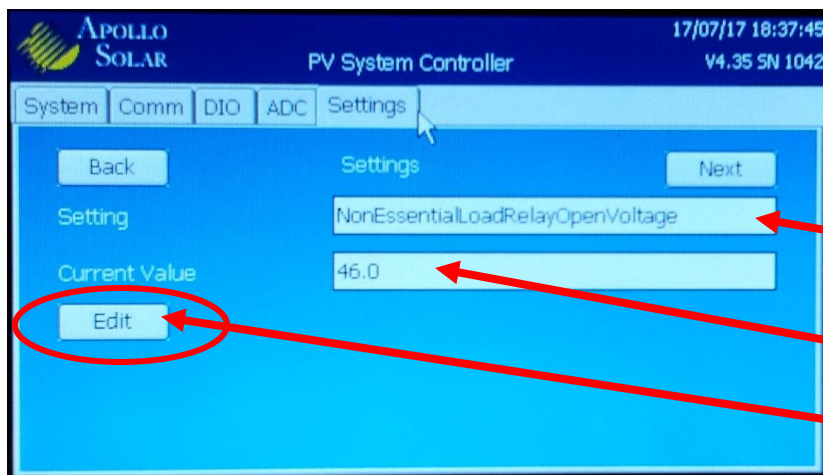 APOLLO
SOLAR
17/07/17 18:37:45
PV System Controller
V4.35 SN 1042
System Comm DIO ADC Settings
Back
Settings
Next
Setting
NonEssentialLoadRelayOpenVoltage
Current Value
46.0
Edit